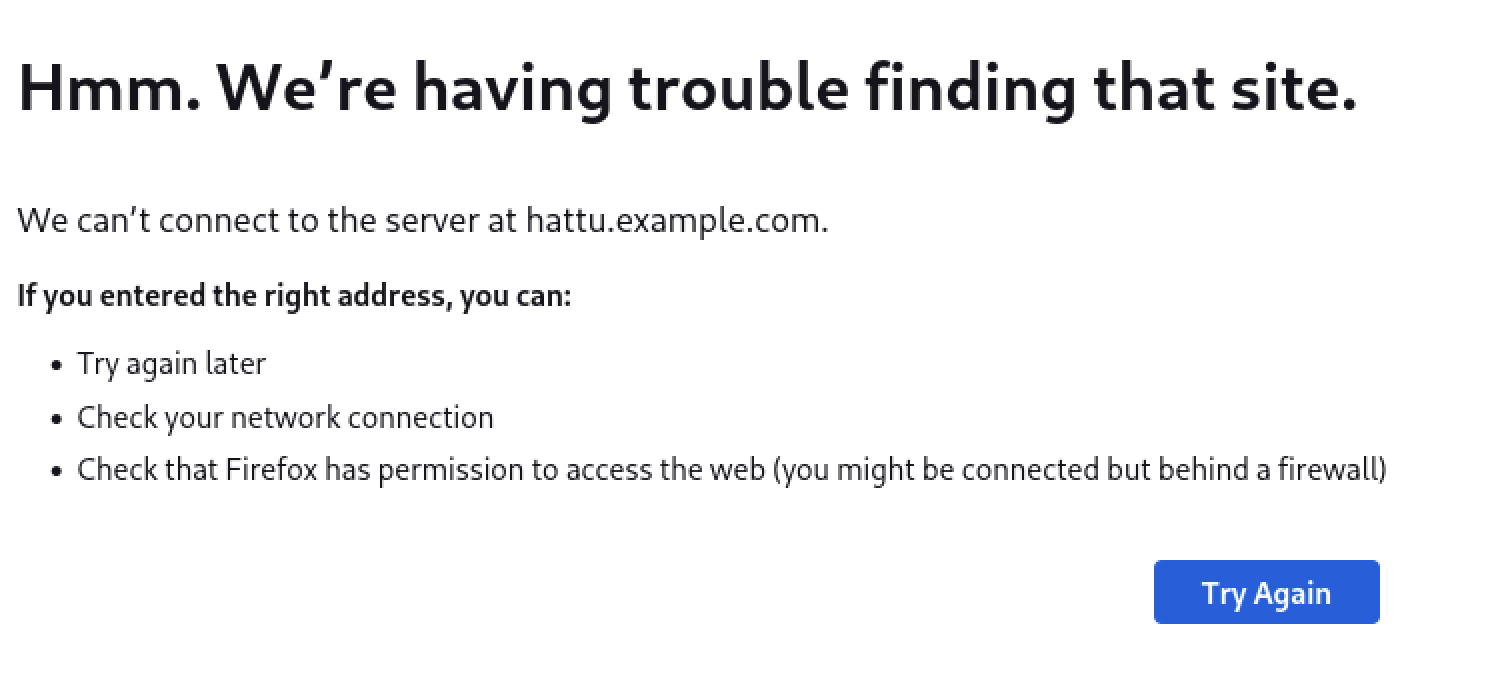 Hmm. We’re having trouble finding that site.
We can’t connect to the server at hattu.example.com.
If you entered the right address, you can:
• Try again later
• Check your network connection
• Check that Firefox has permission to access the web (you might be connected but behind a firewall)
Try Again